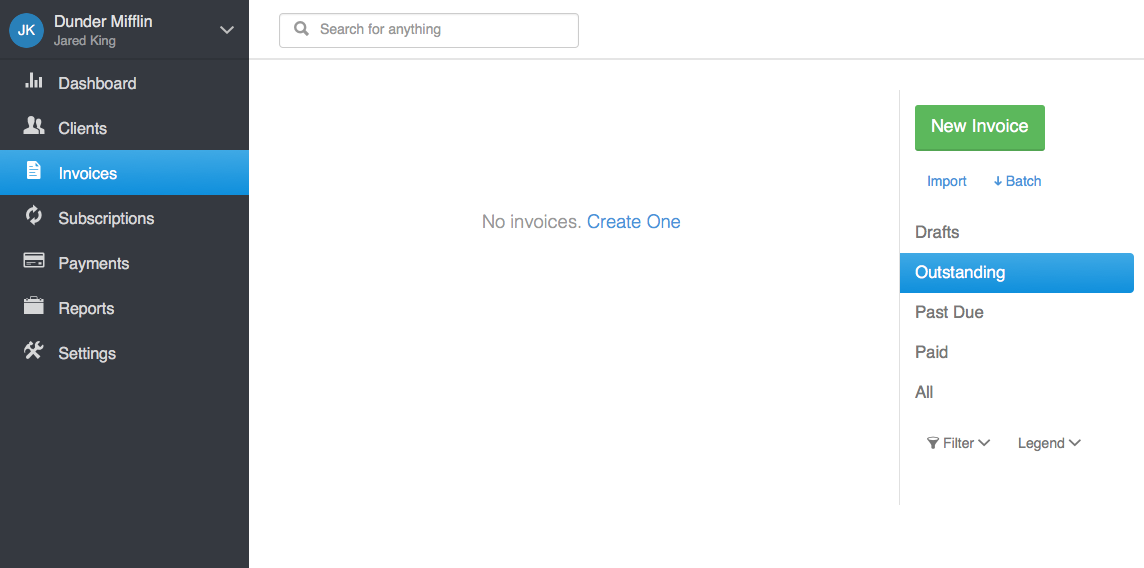 JK
Dunder Mifflin
Jared King
Dashboard
Clients
Invoices
Subscriptions
Payments
Reports
Settings
Search for anything
No invoices. Create One
New Invoice
Import Batch
Drafts
Outstanding
Past Due
Paid
All
Filter Legend